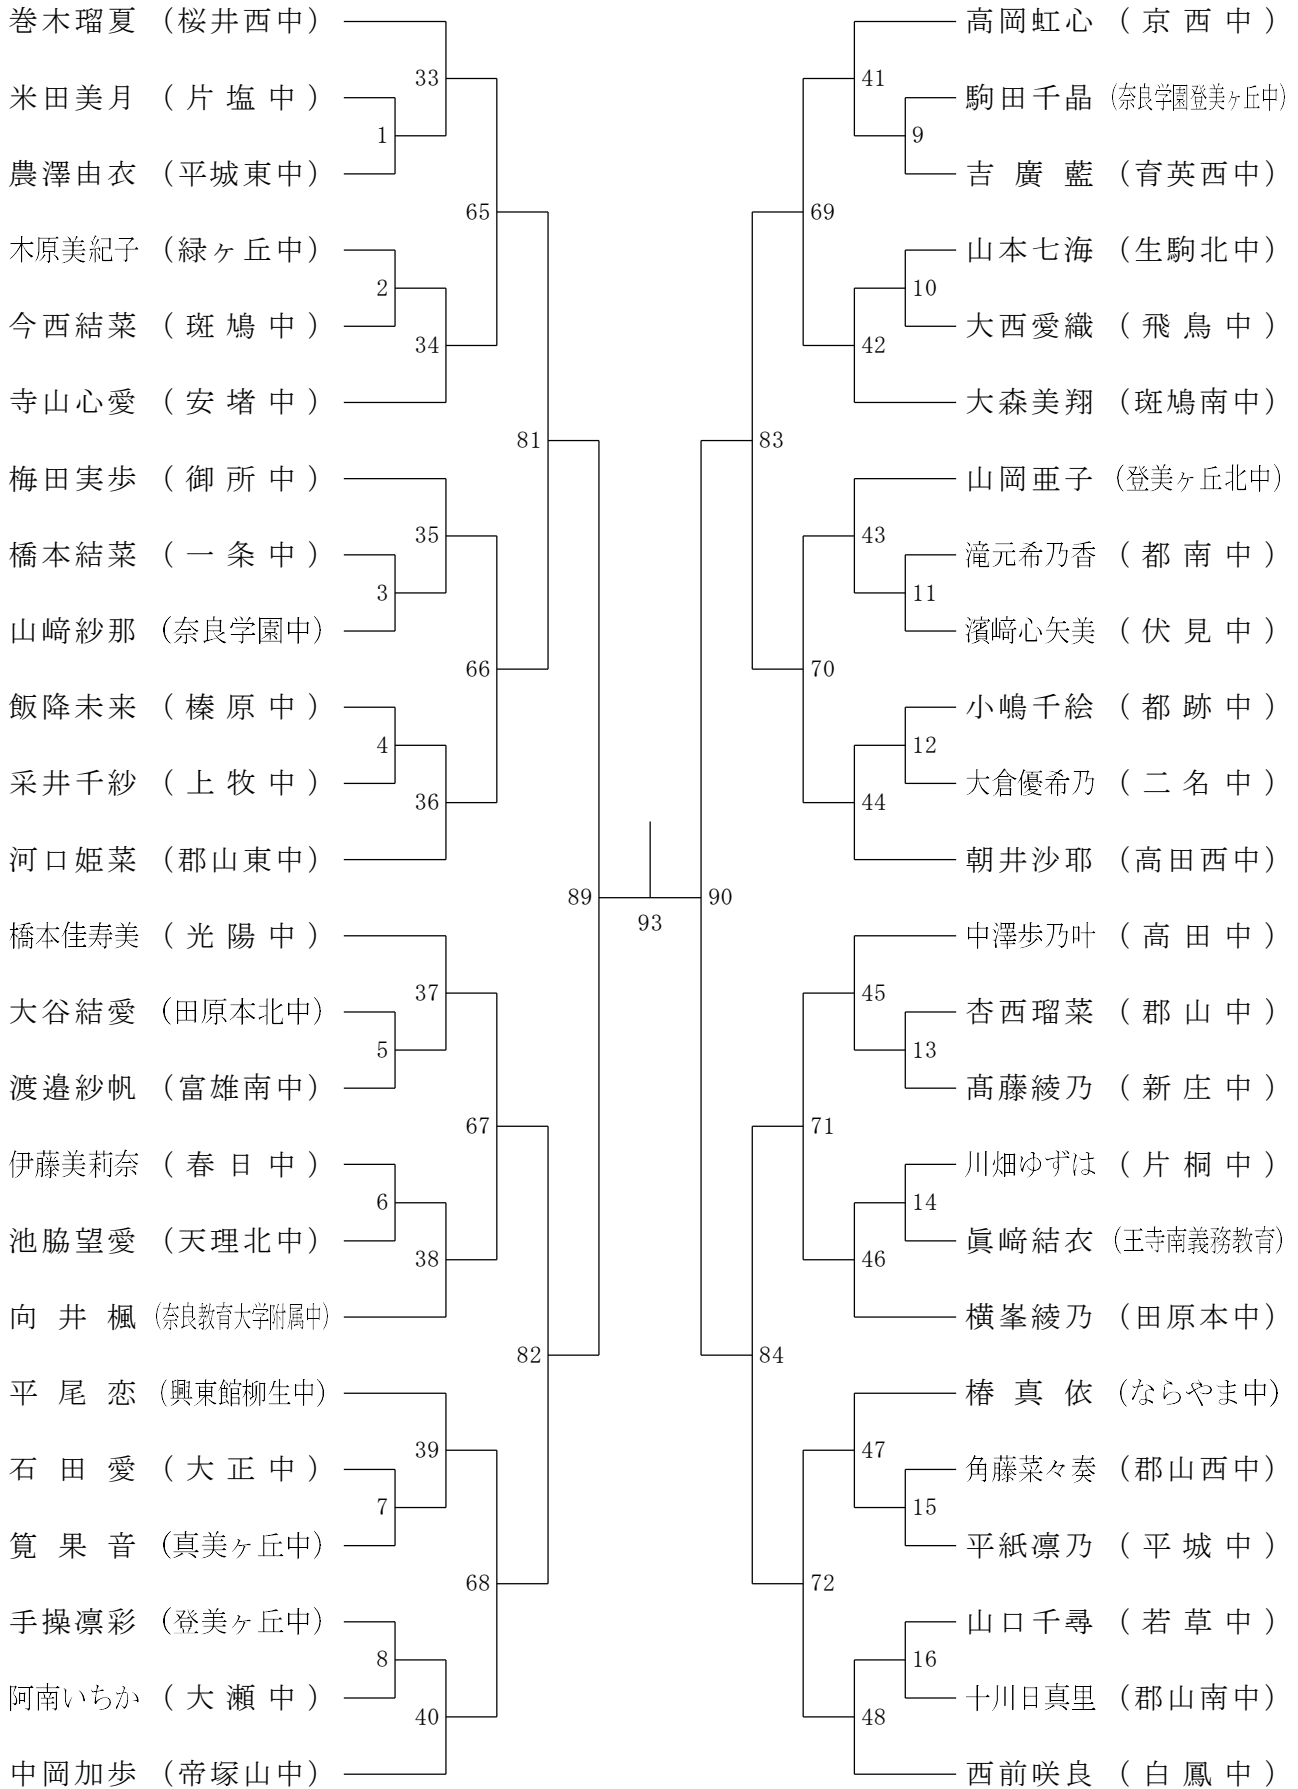 巻木瑠夏 (桜井西中)
33
米田美月 (片塩中)
1
農澤由衣 (平城東中)
65
木原美紀子 (緑ヶ丘中)
2
今西結菜 (斑鳩中)
34
寺山心愛 (安堵中)
81
梅田実歩 (御所中)
35
橋本結菜 (一条中)
3
山﨑紗那 (奈良学園中)
66
飯降未来 (榛原中)
4
采井千紗 (上牧中)
36
河口姫菜 (郡山東中)
89
橋本佳寿美 (光陽中)
37
大谷結愛 (田原本北中)
5
渡邉紗帆 (富雄南中)
67
伊藤美莉奈 (春日中)
6
池脇望愛 (天理北中)
38
向井楓 (奈良教育大学附属中)
82
平尾恋 (興東館柳生中)
39
石田愛 (大正中)
7
筧果音 (真美ヶ丘中)
68
手操凛彩 (登美ヶ丘中)
8
阿南いちか (大瀬中)
40
中岡加歩 (帝塚山中)
93
高岡虹心 (京西中)
41
駒田千晶 (奈良学園登美ヶ丘中)
9
吉廣藍 (育英西中)
69
山本七海 (生駒北中)
10
大西愛織 (飛鳥中)
42
大森美翔 (斑鳩南中)
83
山岡亜子 (登美ヶ丘北中)
43
滝元希乃香 (都南中)
11
濱﨑心矢美 (伏見中)
70
小嶋千絵 (都跡中)
12
大倉優希乃 (二名中)
44
朝井沙耶 (高田西中)
90
中澤歩乃叶 (高田中)
45
杏西瑠菜 (郡山中)
13
髙藤綾乃 (新庄中)
71
川畑ゆずは (片桐中)
14
眞﨑結衣 (王寺南義務教育)
46
横峯綾乃 (田原本中)
84
椿真依 (ならやま中)
47
角藤菜々奏 (郡山西中)
15
平紙凛乃 (平城中)
72
山口千尋 (若草中)
16
十川日真里 (郡山南中)
48
西前咲良 (白鳳中)